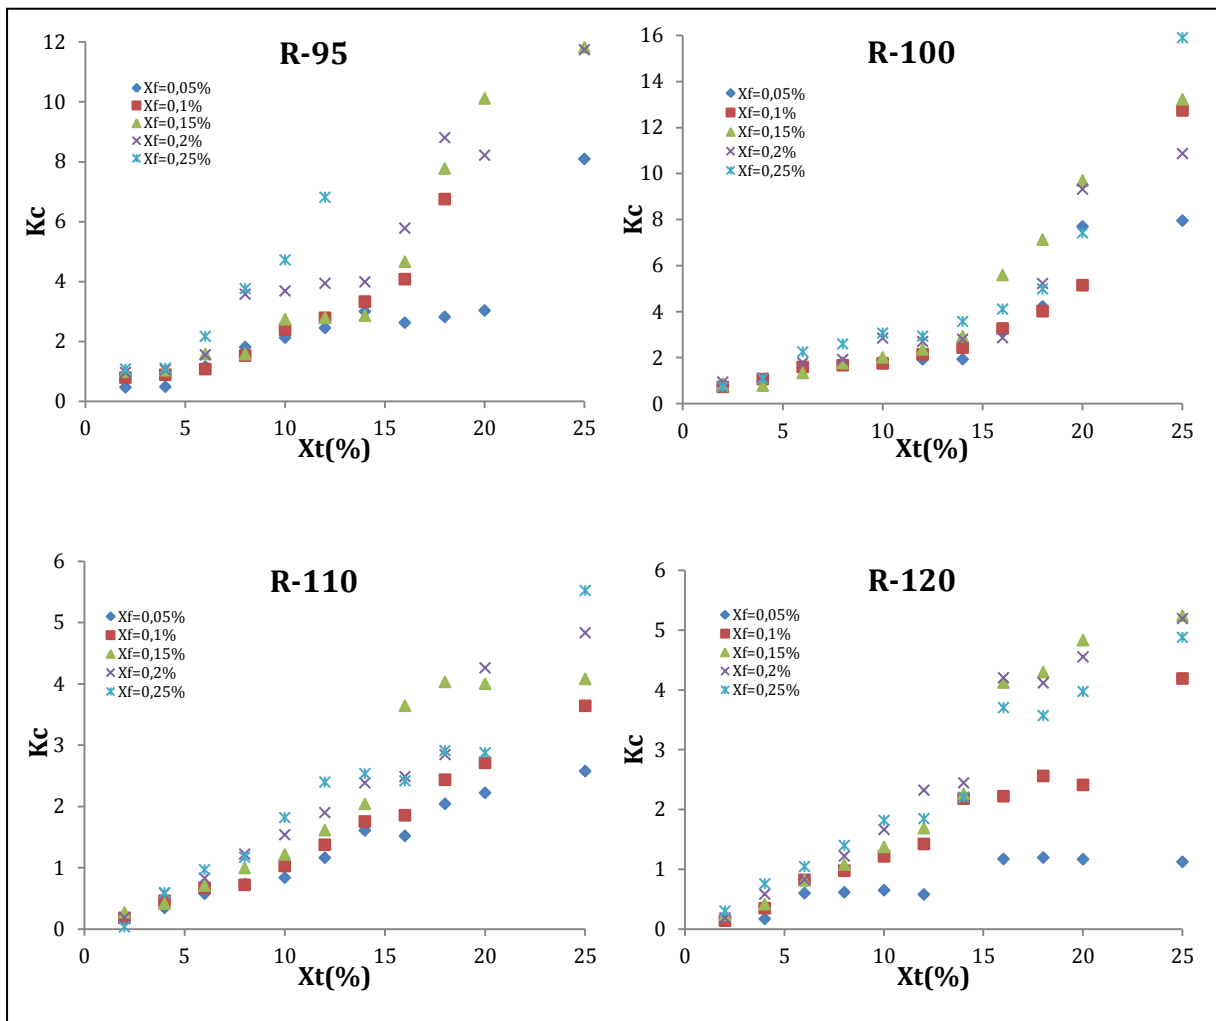 R-95
12
10
8
6
4
2
0
Kc
Xf=0,05%
Xf=0,1%
Xf=0,15%
Xf=0,2%
Xf=0,25%
0 5 10 15 20 25
Xt(%)
R-100
16
14
12
10
8
6
4
2
0
Kc
Xf=0,05%
Xf=0,1%
Xf=0,15%
Xf=0,2%
Xf=0,25%
0 5 10 15 20 25
Xt(%)
R-110
6
5
4
3
2
1
0
Kc
Xf=0,05%
Xf=0,1%
Xf=0,15%
Xf=0,2%
Xf=0,25%
0 5 10 15 20 25
Xt(%)
R-120
6
5
4
3
2
1
0
Kc
Xf=0,05%
Xf=0,1%
Xf=0,15%
Xf=0,2%
Xf=0,25%
0 5 10 15 20 25
Xt(%)